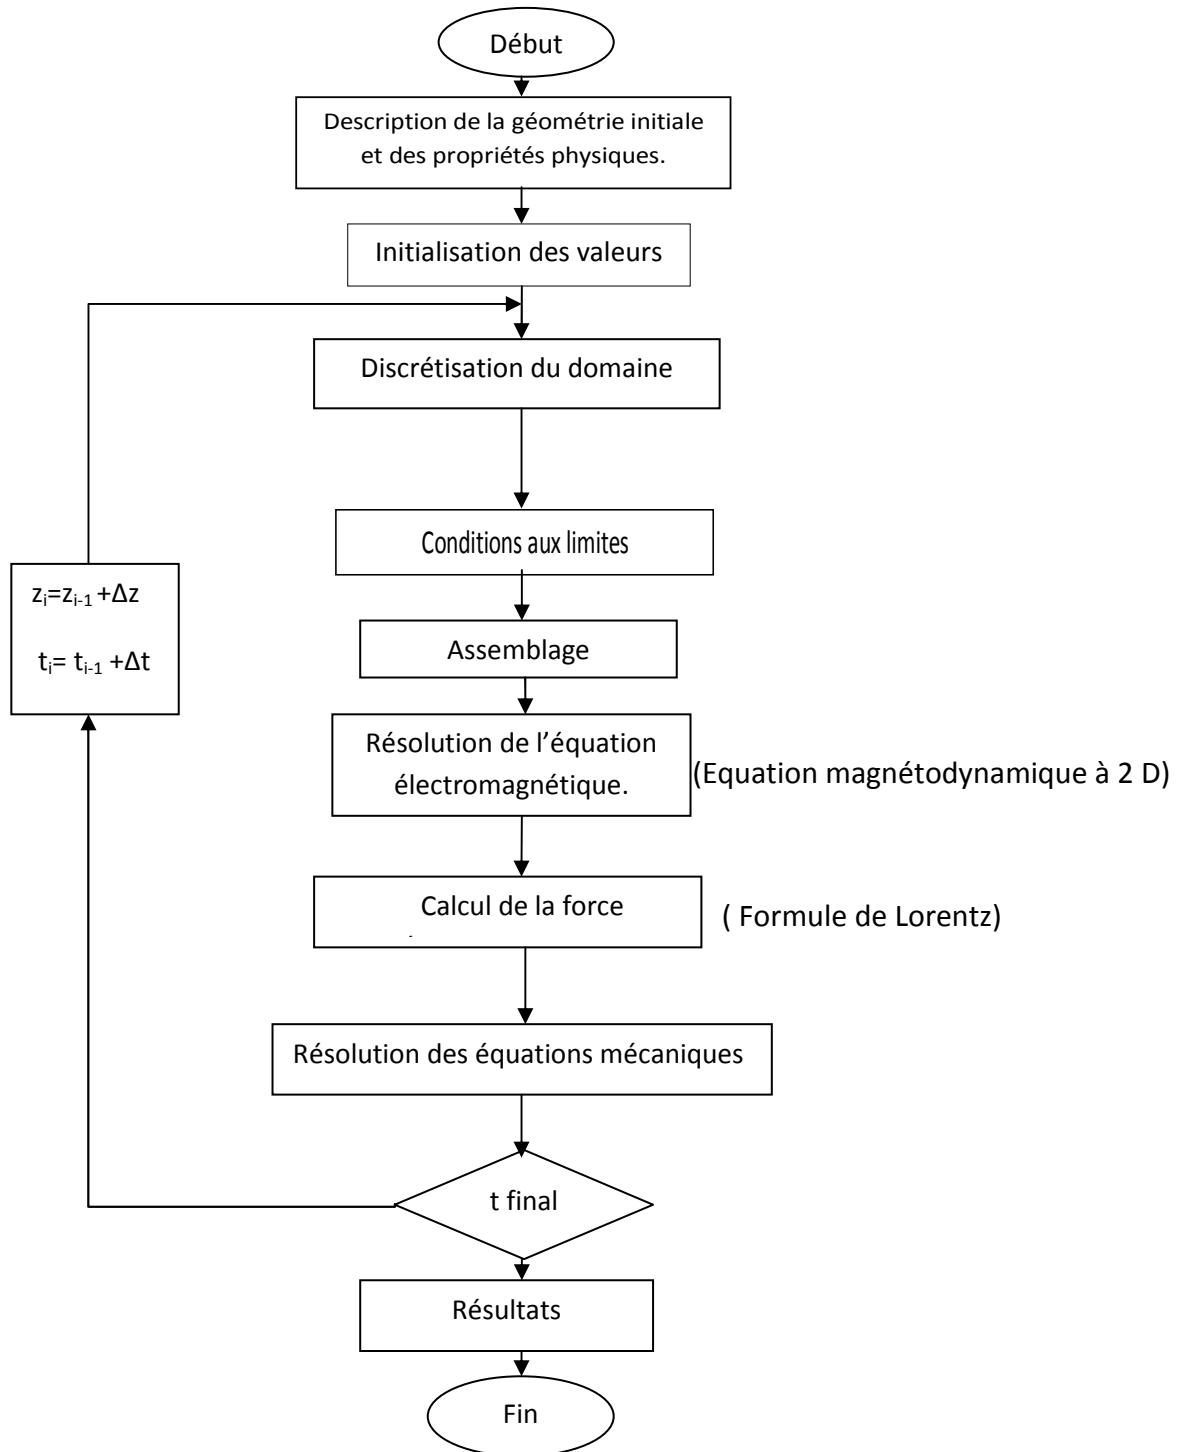 Début
Description de la géométrie initiale
et des propriétés physiques.
Initialisation des valeurs
Discrétisation du domaine
Conditions aux limites
zi=zi-1 +Δz
ti= ti-1 +Δt
Assemblage
Résolution de l’équation
électromagnétique.
(Equation magnétodynamique à 2 D)
Calcul de la force
( Formule de Lorentz)
Résolution des équations mécaniques
t final
Résultats
Fin